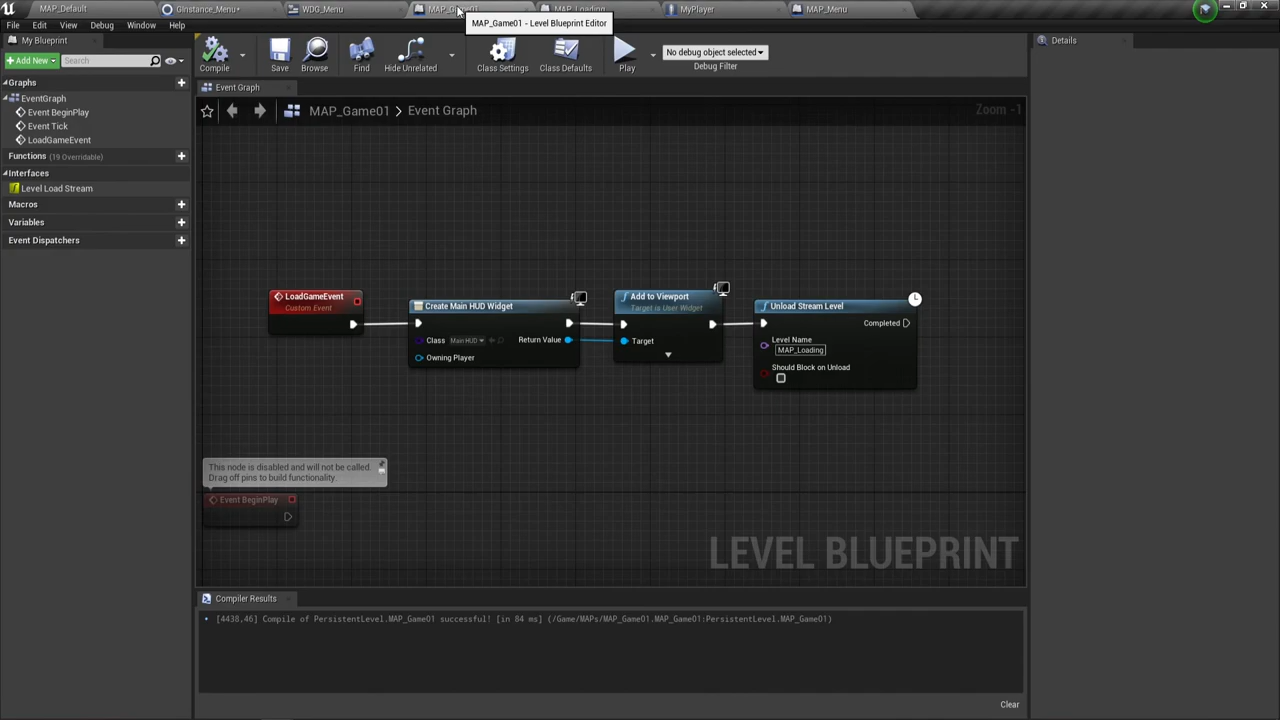 MAP_Default
GInstance_Menu*
WDG_Menu
MAP_Game01
MAP_Loading
MyPlayer
MAP_Menu
MAP_Game01 - Level Blueprint Editor
File Edit View Debug Window Help
My Blueprint
Details
Add New
Search
Compile
Save
Browse
Find
Hide Unrelated
Class Settings
Class Defaults
Play
No debug object selected
Debug Filter
Graphs
EventGraph
Event BeginPlay
Event Tick
LoadGameEvent
Functions (19 Overridable)
Interfaces
Level Load Stream
Macros
Variables
Event Dispatchers
Event Graph
MAP_Game01 > Event Graph
Zoom -1
LoadGameEvent
Custom Event
Create Main HUD Widget
Class Main HUD
Return Value
Owning Player
Add to Viewport
Target is User Widget
Target
Unload Stream Level
Completed
Level Name
MAP_Loading
Should Block on Unload
This node is disabled and will not be called.
Drag off pins to build functionality.
Event BeginPlay
LEVEL BLUEPRINT
Compiler Results
[4438,46] Compile of PersistentLevel.MAP_Game01 successful! [in 84 ms] (/Game/MAPs/MAP_Game01.MAP_Game01:PersistentLevel.MAP_Game01)
Clear